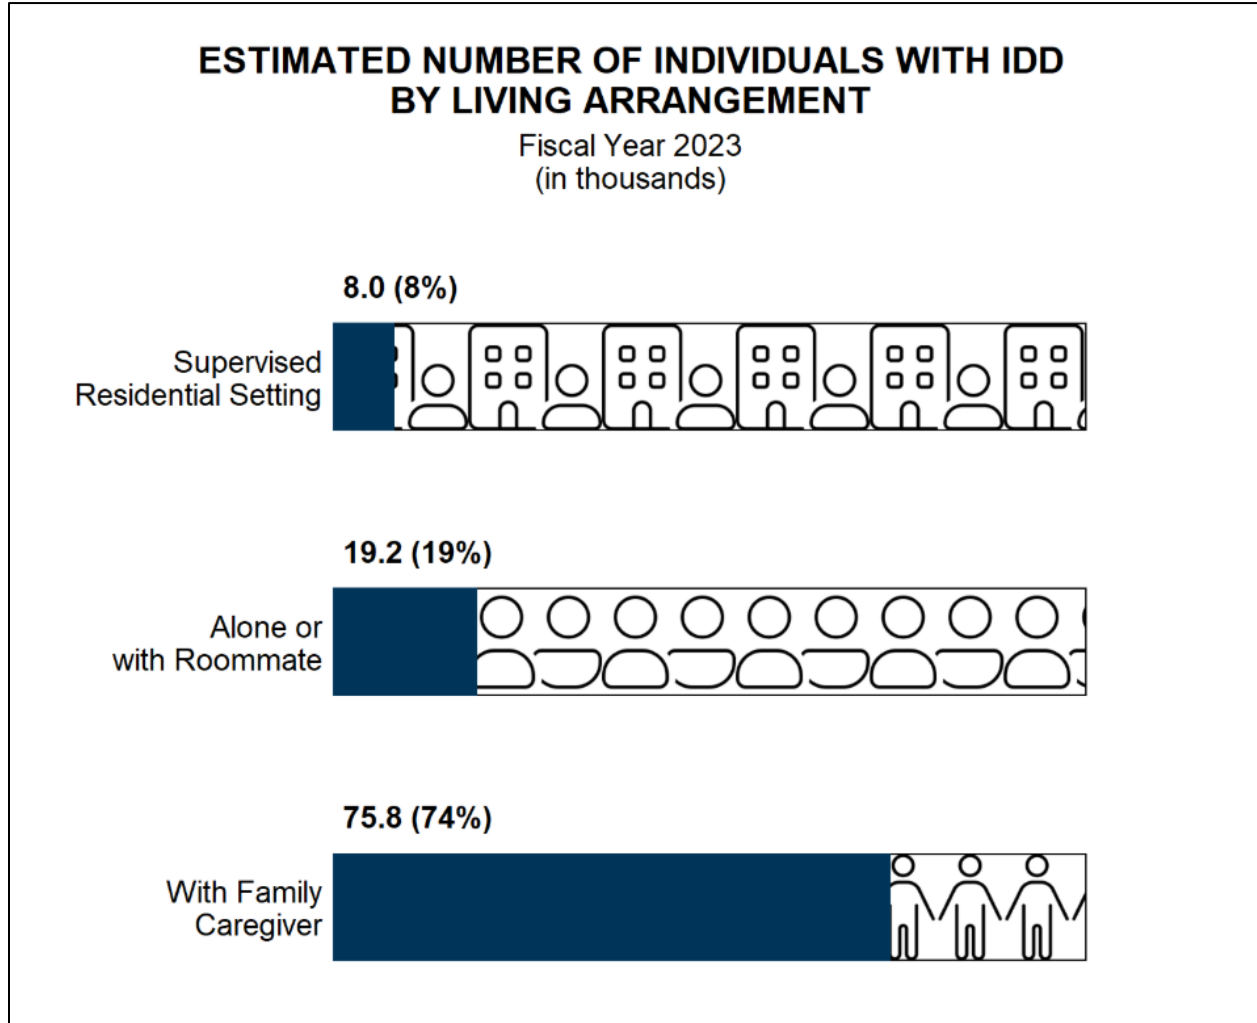 ESTIMATED NUMBER OF INDIVIDUALS WITH IDD
BY LIVING ARRANGEMENT
Fiscal Year 2023
(in thousands)
8.0 (8%)
Supervised
Residential Setting
19.2 (19%)
Alone or
with Roommate
75.8 (74%)
With Family
Caregiver